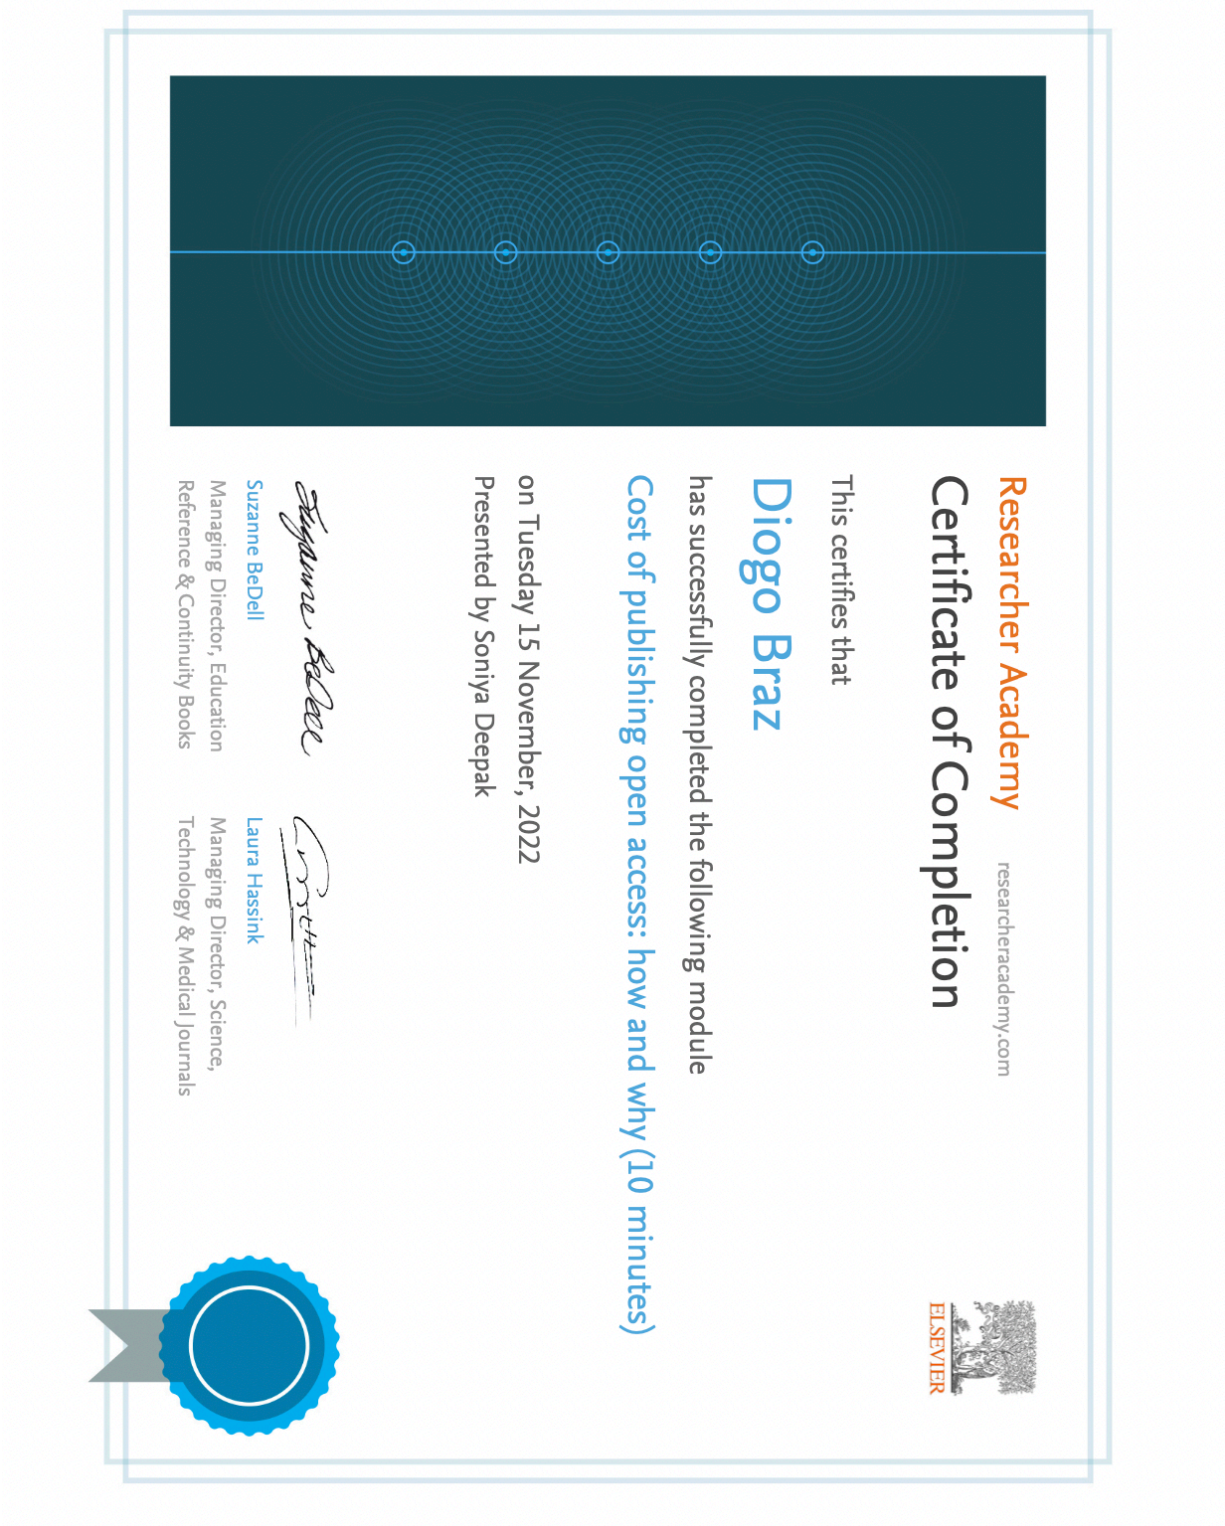 Researcher Academy researcheracademy.com
Certificate of Completion
ELSEVIER
This certifies that
Diogo Braz
has successfully completed the following module
Cost of publishing open access: how and why (10 minutes)
on Tuesday 15 November, 2022
Presented by Soniya Deepak
Suzanne BeDell
Suzanne BeDell
Managing Director, Education
Reference & Continuity Books
Laura Hassink
Managing Director, Science,
Technology & Medical Journals